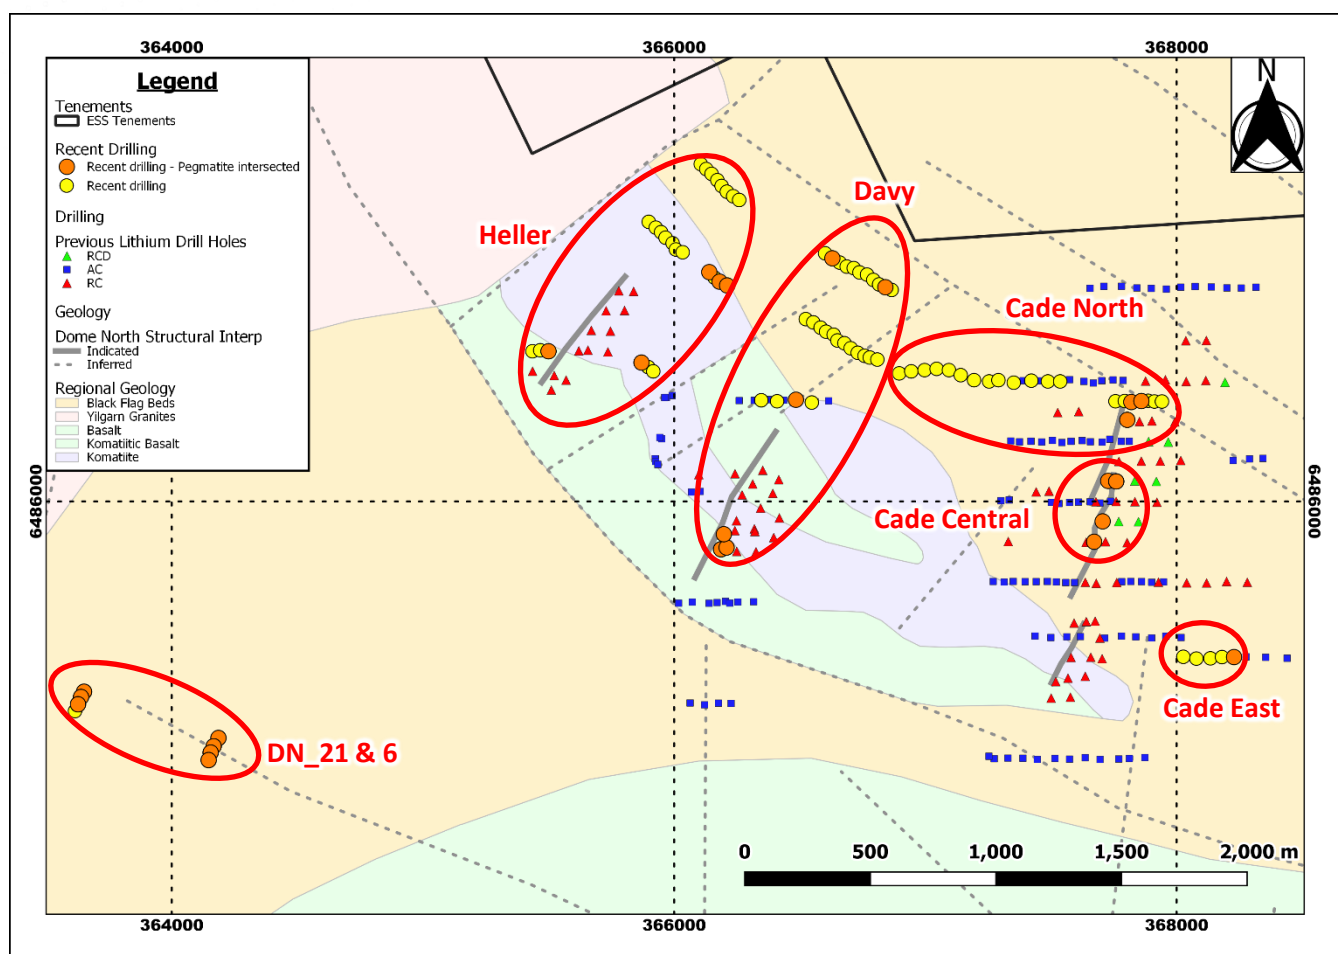 364000
366000
368000
Legend
Tenements
ESS Tenements
Recent Drilling
Recent drilling - Pegmatite intersected
Recent drilling
Drilling
Previous Lithium Drill Holes
RCD
AC
RC
Geology
Dome North Structural Interp
Indicated
Inferred
Regional Geology
Black Flag Beds
Yilgarn Granites
Basalt
Komatiitic Basalt
Komatiite
N
Davy
Heller
Cade North
6486000
6486000
Cade Central
Cade East
DN_21 & 6
0 500 1,000 1,500 2,000 m
364000
366000
368000